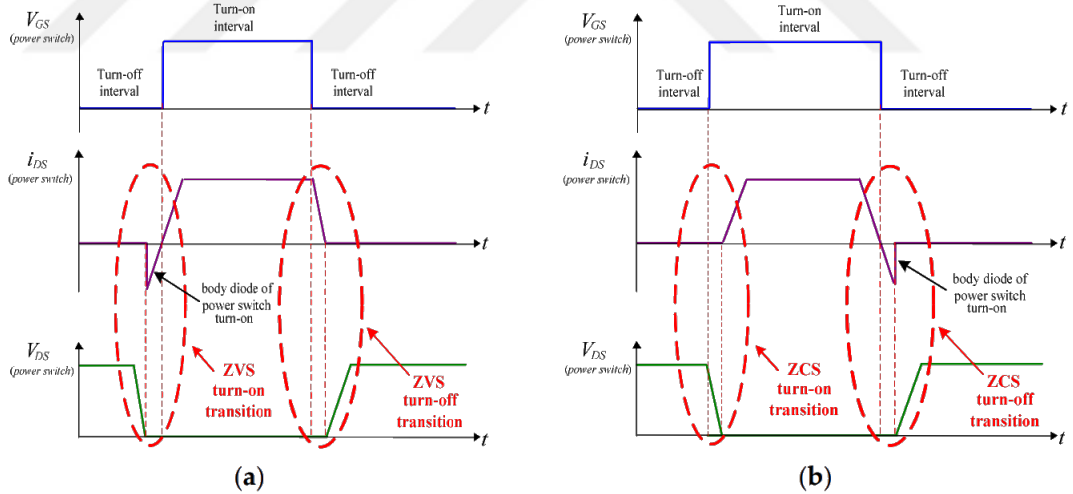 V_GS
(power switch)
Turn-on
interval
Turn-off
interval
Turn-off
interval
t
i_DS
(power switch)
t
body diode of
power switch
turn-on
V_DS
(power switch)
ZVS
turn-on
transition
ZVS
turn-off
transition
t
(a)
V_GS
(power switch)
Turn-on
interval
Turn-off
interval
Turn-off
interval
t
i_DS
(power switch)
t
body diode of
power switch
turn-on
V_DS
(power switch)
ZCS
turn-on
transition
ZCS
turn-off
transition
t
(b)